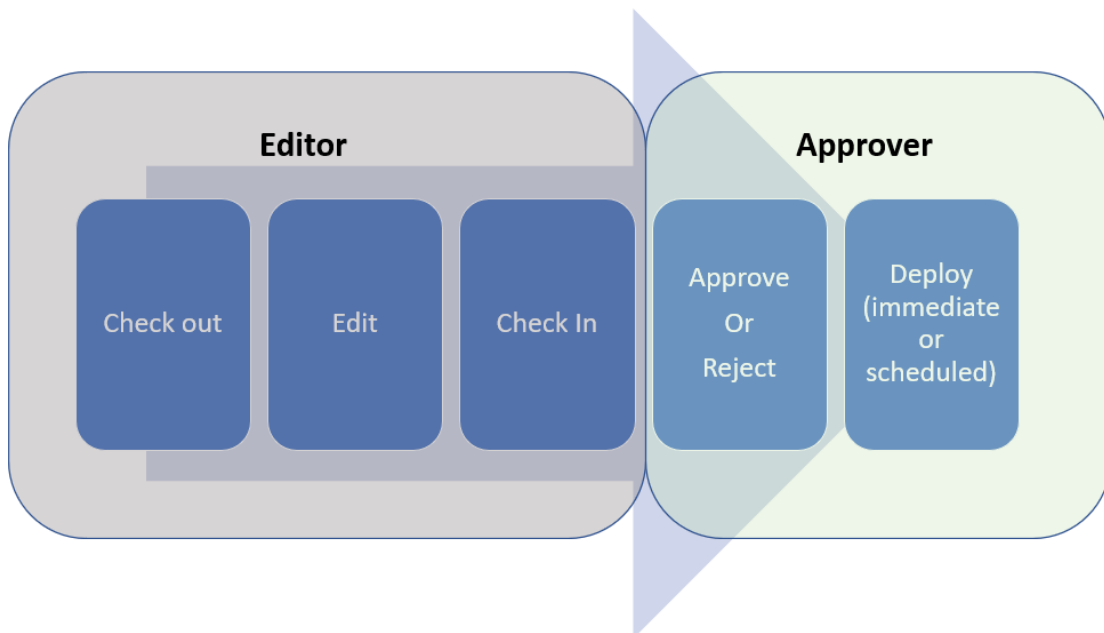 Editor
Approver
Check out
Edit
Check In
Approve
Or
Reject
Deploy
(immediate
or
scheduled)